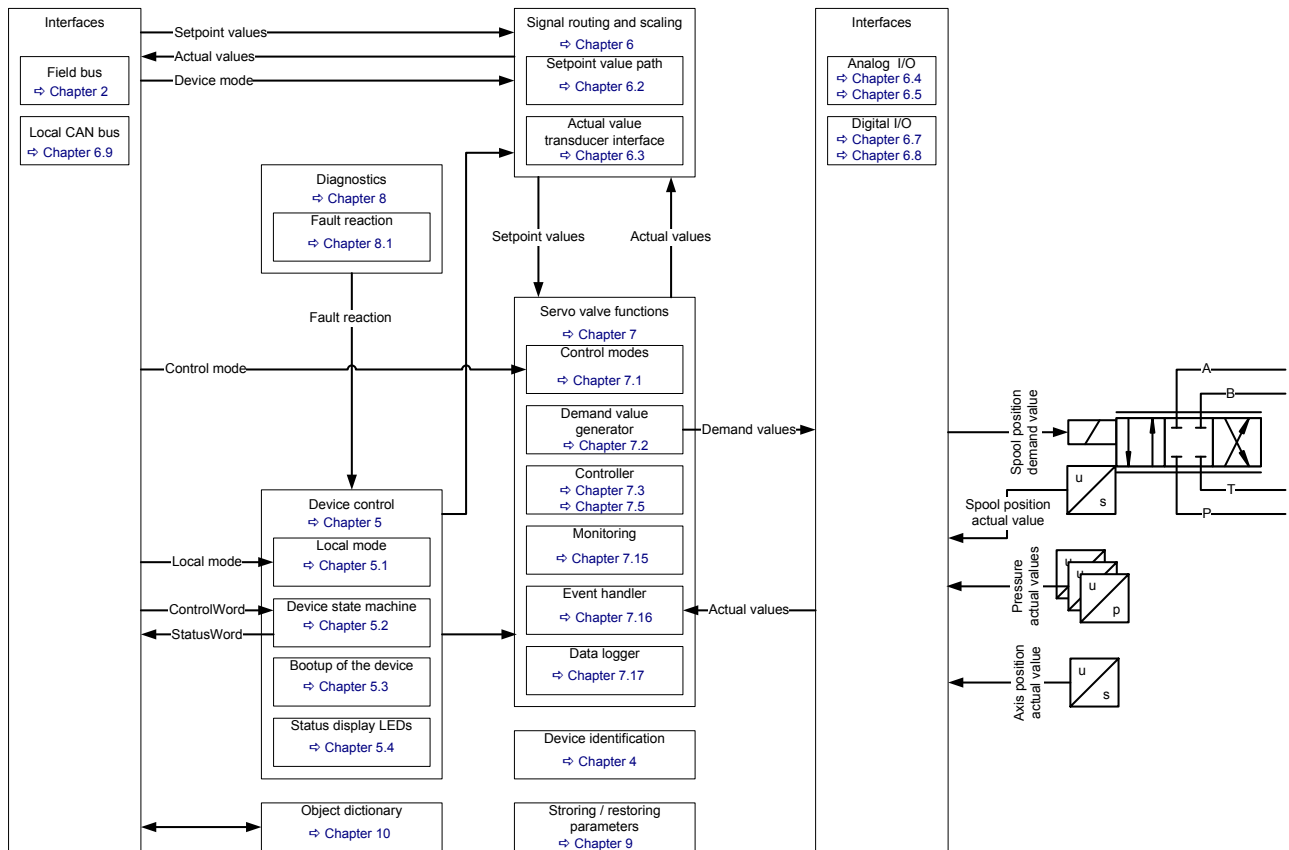 Interfaces
Field bus
⇨ Chapter 2
Local CAN bus
⇨ Chapter 6.9
Setpoint values
Actual values
Device mode
Signal routing and scaling
⇨ Chapter 6
Setpoint value path
⇨ Chapter 6.2
Actual value
transducer interface
⇨ Chapter 6.3
Interfaces
Analog I/O
⇨ Chapter 6.4
⇨ Chapter 6.5
Digital I/O
⇨ Chapter 6.7
⇨ Chapter 6.8
Diagnostics
⇨ Chapter 8
Fault reaction
⇨ Chapter 8.1
Setpoint values
Actual values
Fault reaction
Control mode
Servo valve functions
⇨ Chapter 7
Control modes
⇨ Chapter 7.1
Demand value
generator
⇨ Chapter 7.2
Controller
⇨ Chapter 7.3
⇨ Chapter 7.5
Monitoring
⇨ Chapter 7.15
Event handler
⇨ Chapter 7.16
Data logger
⇨ Chapter 7.17
Demand values
Actual values
Local mode
ControlWord
StatusWord
Device control
⇨ Chapter 5
Local mode
⇨ Chapter 5.1
Device state machine
⇨ Chapter 5.2
Bootup of the device
⇨ Chapter 5.3
Status display LEDs
⇨ Chapter 5.4
Device identification
⇨ Chapter 4
Object dictionary
⇨ Chapter 10
Stroring / restoring
parameters
⇨ Chapter 9
Spool position
demand value
A
B
T
P
u
s
Spool position
actual value
Pressure
actual values
u
u
u
p
Axis position
actual value
u
s